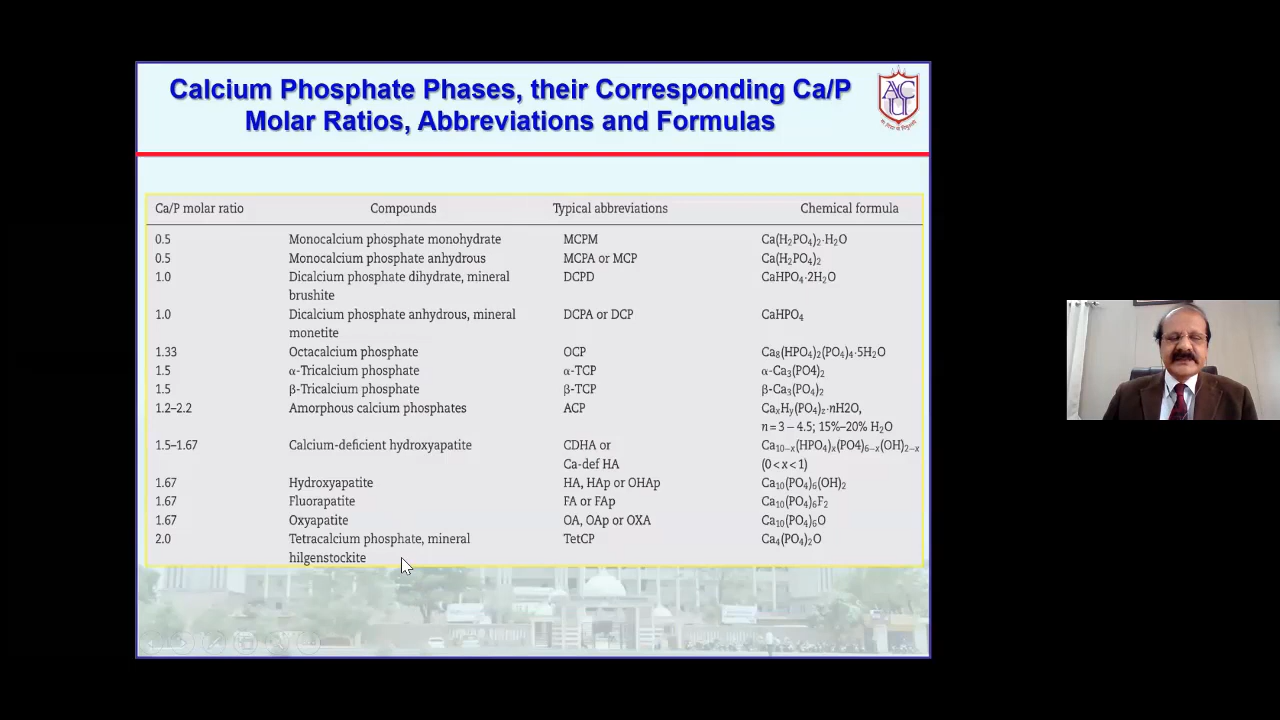 Calcium Phosphate Phases, their Corresponding Ca/P
Molar Ratios, Abbreviations and Formulas
ACU
Ca/P molar ratio Compounds Typical abbreviations Chemical formula
0.5 Monocalcium phosphate monohydrate MCPM Ca(H₂PO₄)₂·H₂O
0.5 Monocalcium phosphate anhydrous MCPA or MCP Ca(H₂PO₄)₂
1.0 Dicalcium phosphate dihydrate, mineral DCPD CaHPO₄·2H₂O
brushite
1.0 Dicalcium phosphate anhydrous, mineral DCPA or DCP CaHPO₄
monetite
1.33 Octacalcium phosphate OCP Ca₈(HPO₄)₂(PO₄)₄·5H₂O
1.5 α-Tricalcium phosphate α-TCP α-Ca₃(PO4)₂
1.5 β-Tricalcium phosphate β-TCP β-Ca₃(PO₄)₂
1.2–2.2 Amorphous calcium phosphates ACP CaₓHᵧ(PO₄)z·nH2O,
n = 3 – 4.5; 15%–20% H₂O
1.5–1.67 Calcium-deficient hydroxyapatite CDHA or Ca₁₀₋ₓ(HPO₄)ₓ(PO4)₆₋ₓ(OH)₂₋ₓ
Ca-def HA (0 < x < 1)
1.67 Hydroxyapatite HA, HAp or OHAp Ca₁₀(PO₄)₆(OH)₂
1.67 Fluorapatite FA or FAp Ca₁₀(PO₄)₆F₂
1.67 Oxyapatite OA, OAp or OXA Ca₁₀(PO₄)₆O
2.0 Tetracalcium phosphate, mineral TetCP Ca₄(PO₄)₂O
hilgenstockite